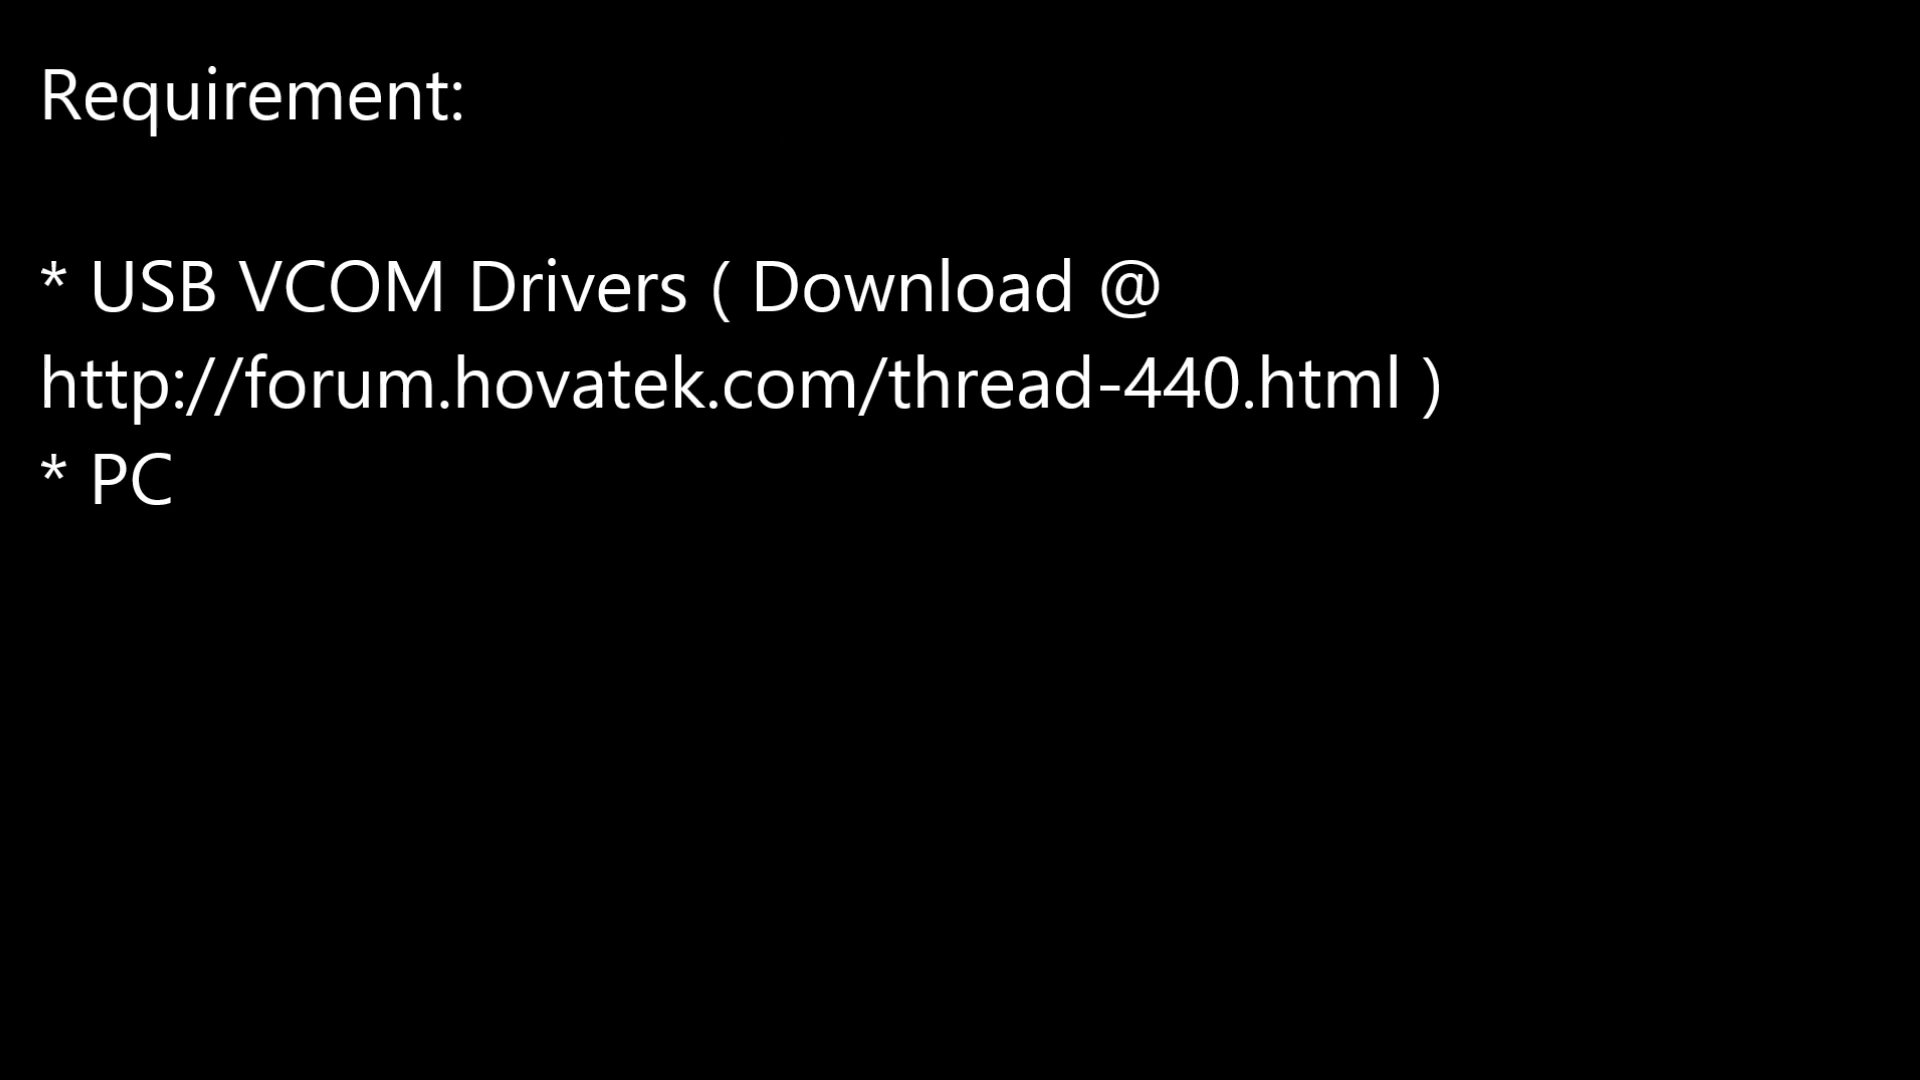 Requirement:
* USB VCOM Drivers ( Download @
http://forum.hovatek.com/thread-440.html )
* PC